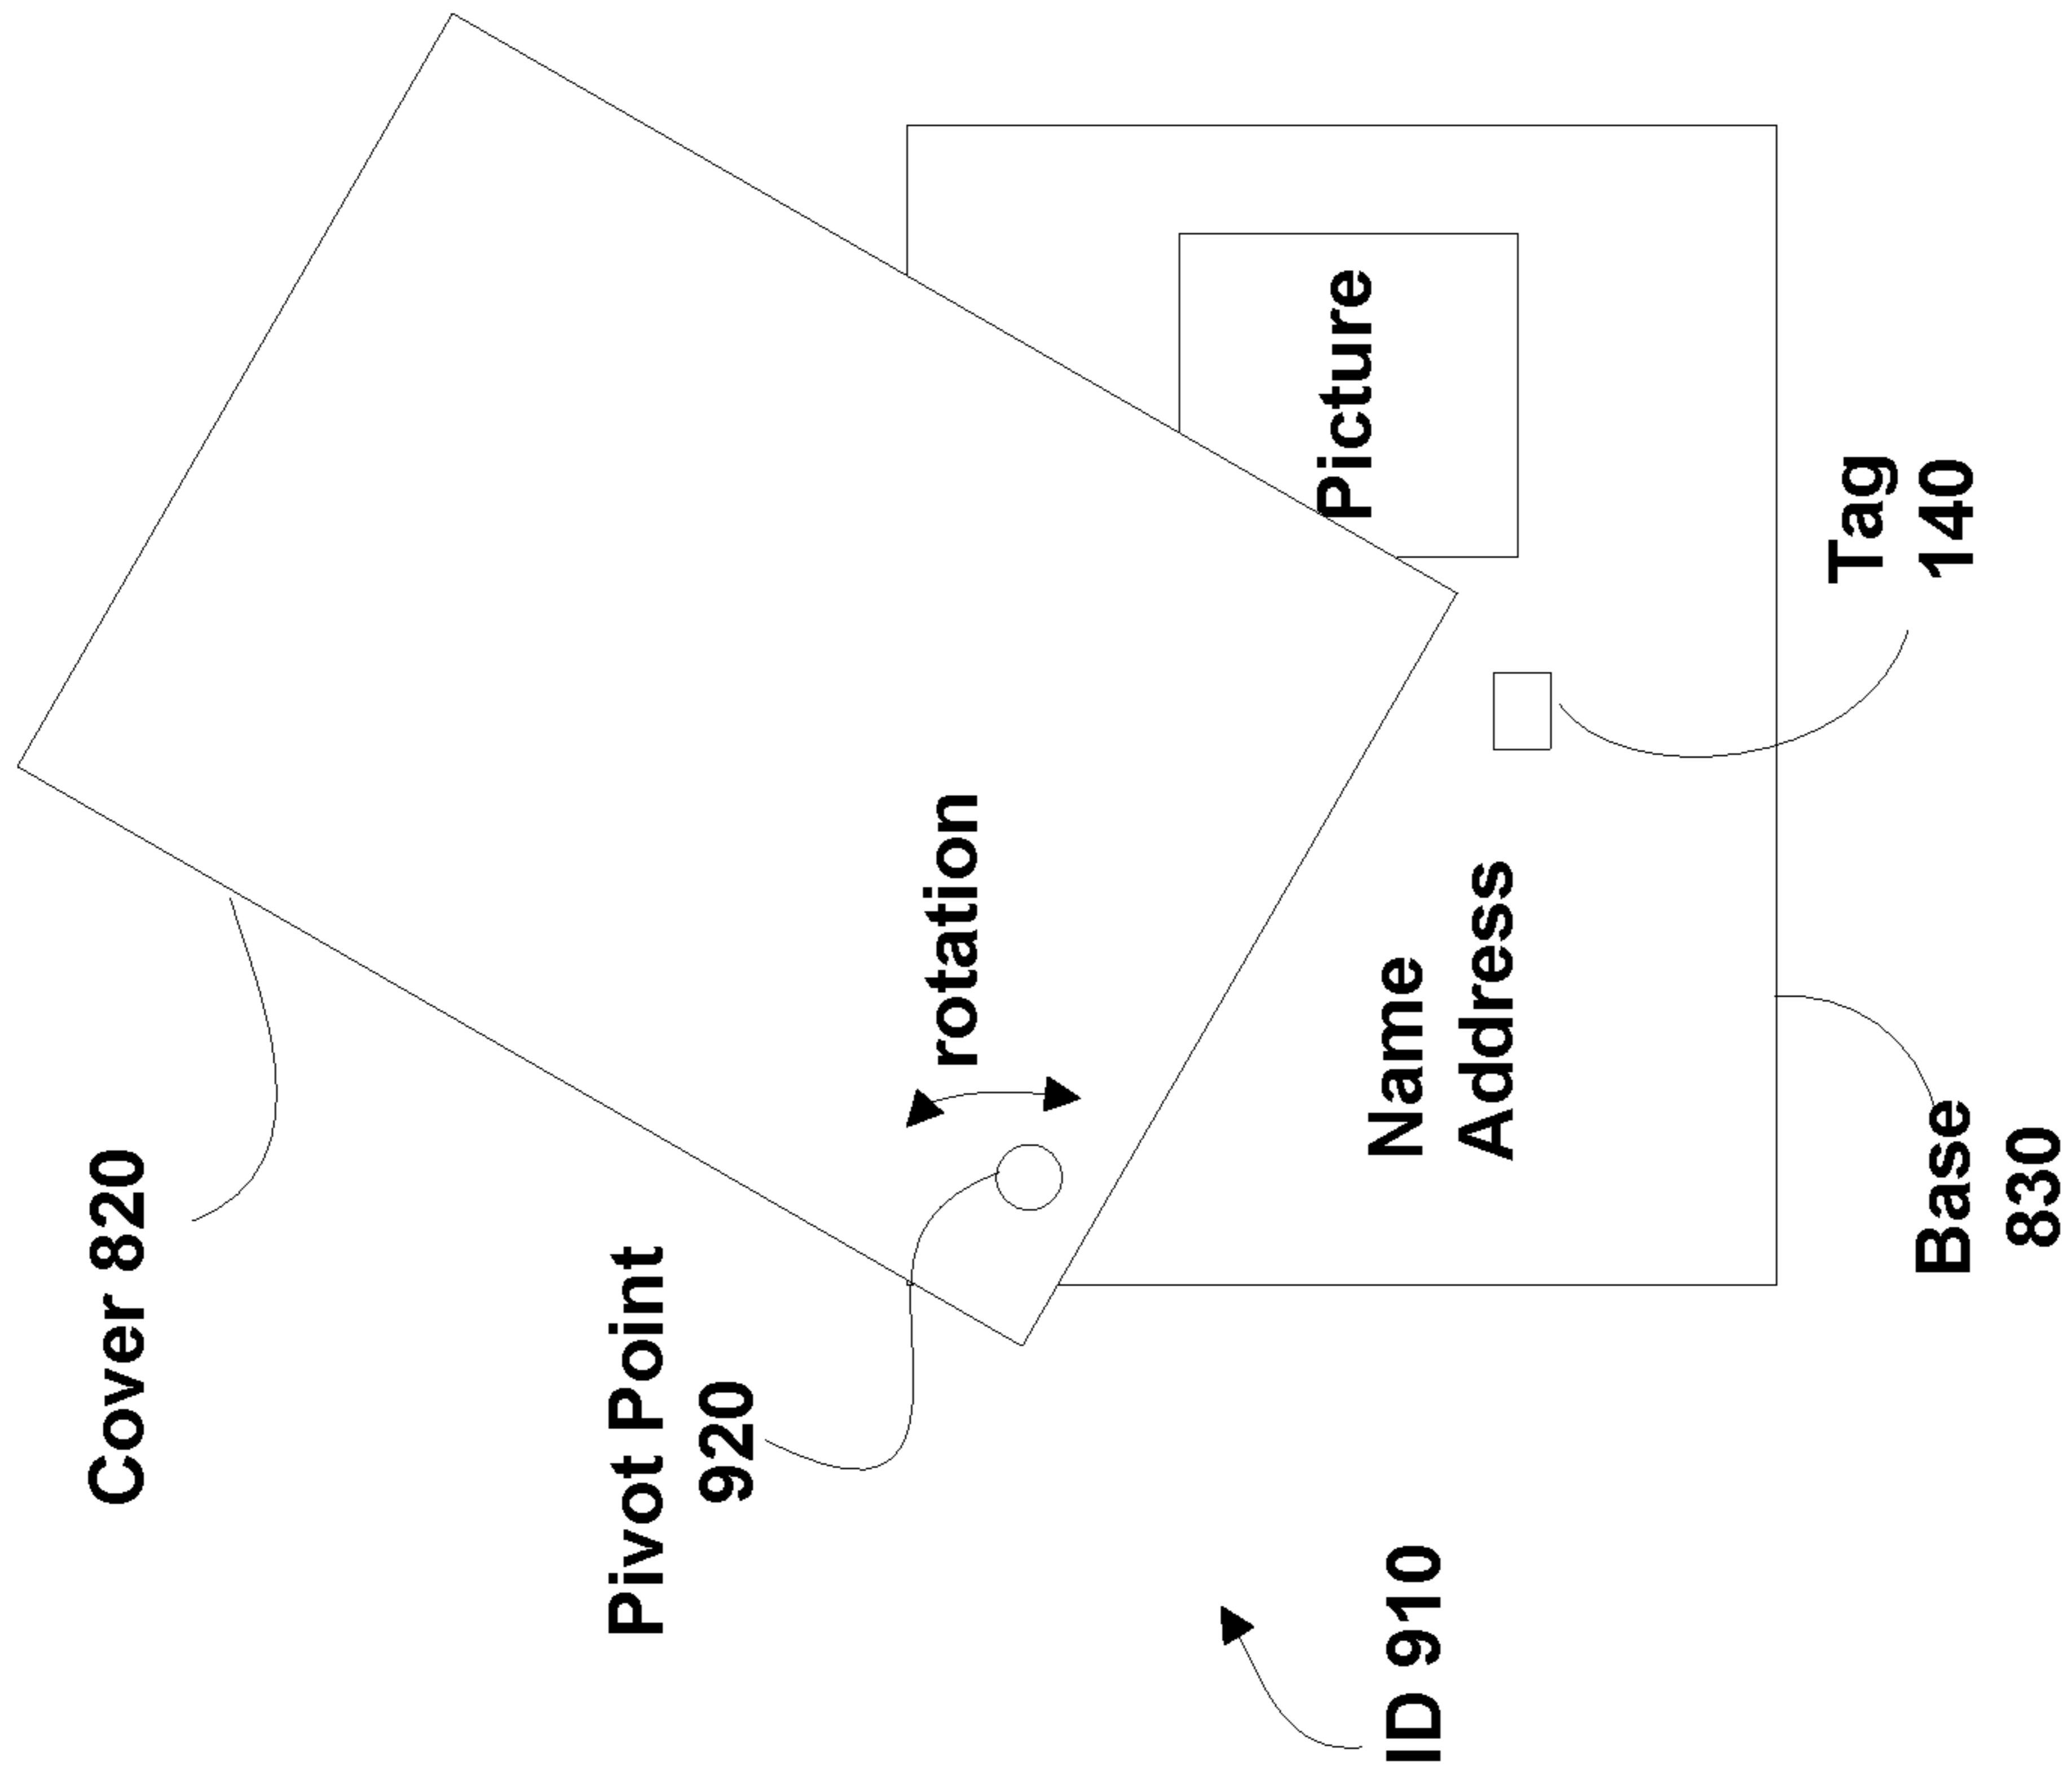 Cover 820
Pivot Point
920
rotation
ID 910
Name
Address
Picture
Tag
140
Base
830